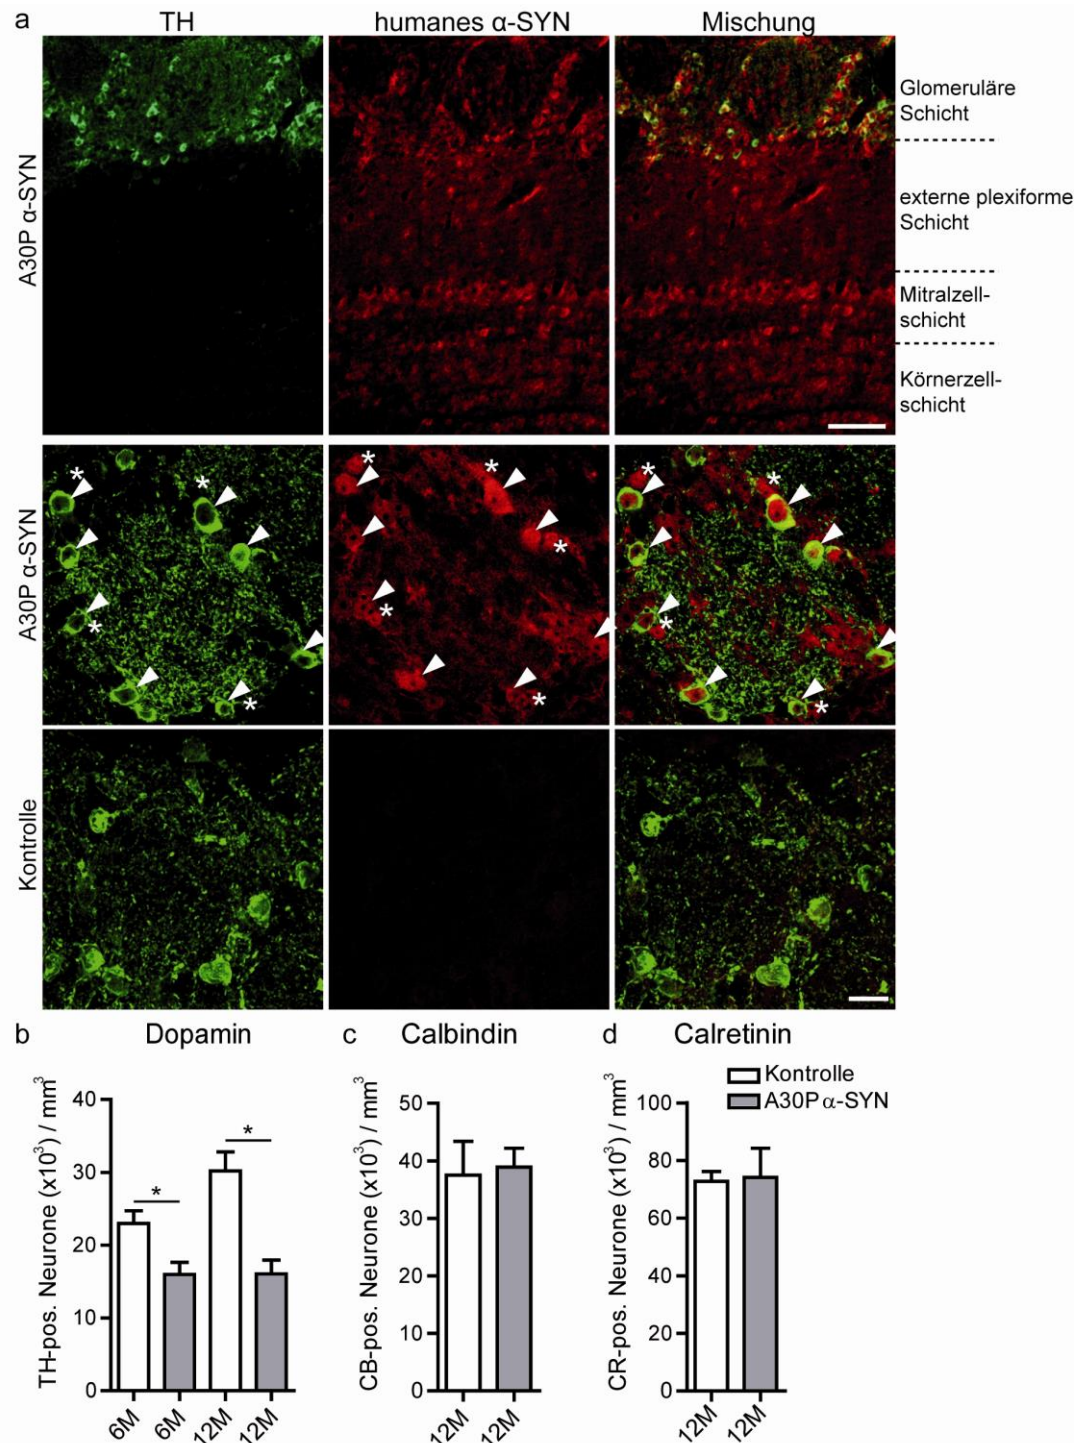 a
TH
humanes α-SYN
Mischung
A30P α-SYN
Glomeruläre
Schicht
externe plexiforme
Schicht
Mitralzell-
schicht
Körnerzell-
schicht
A30P α-SYN
* * * *
* * * *
* * *
Kontrolle
b
Dopamin
c
Calbindin
d
Calretinin
Kontrolle
A30P α-SYN
TH-pos. Neurone (x10³) / mm³
40
30
20
10
0
*
*
6M
6M
12M
12M
CB-pos. Neurone (x10³) / mm³
50
40
30
20
10
0
12M
12M
CR-pos. Neurone (x10³) / mm³
100
80
60
40
20
0
12M
12M